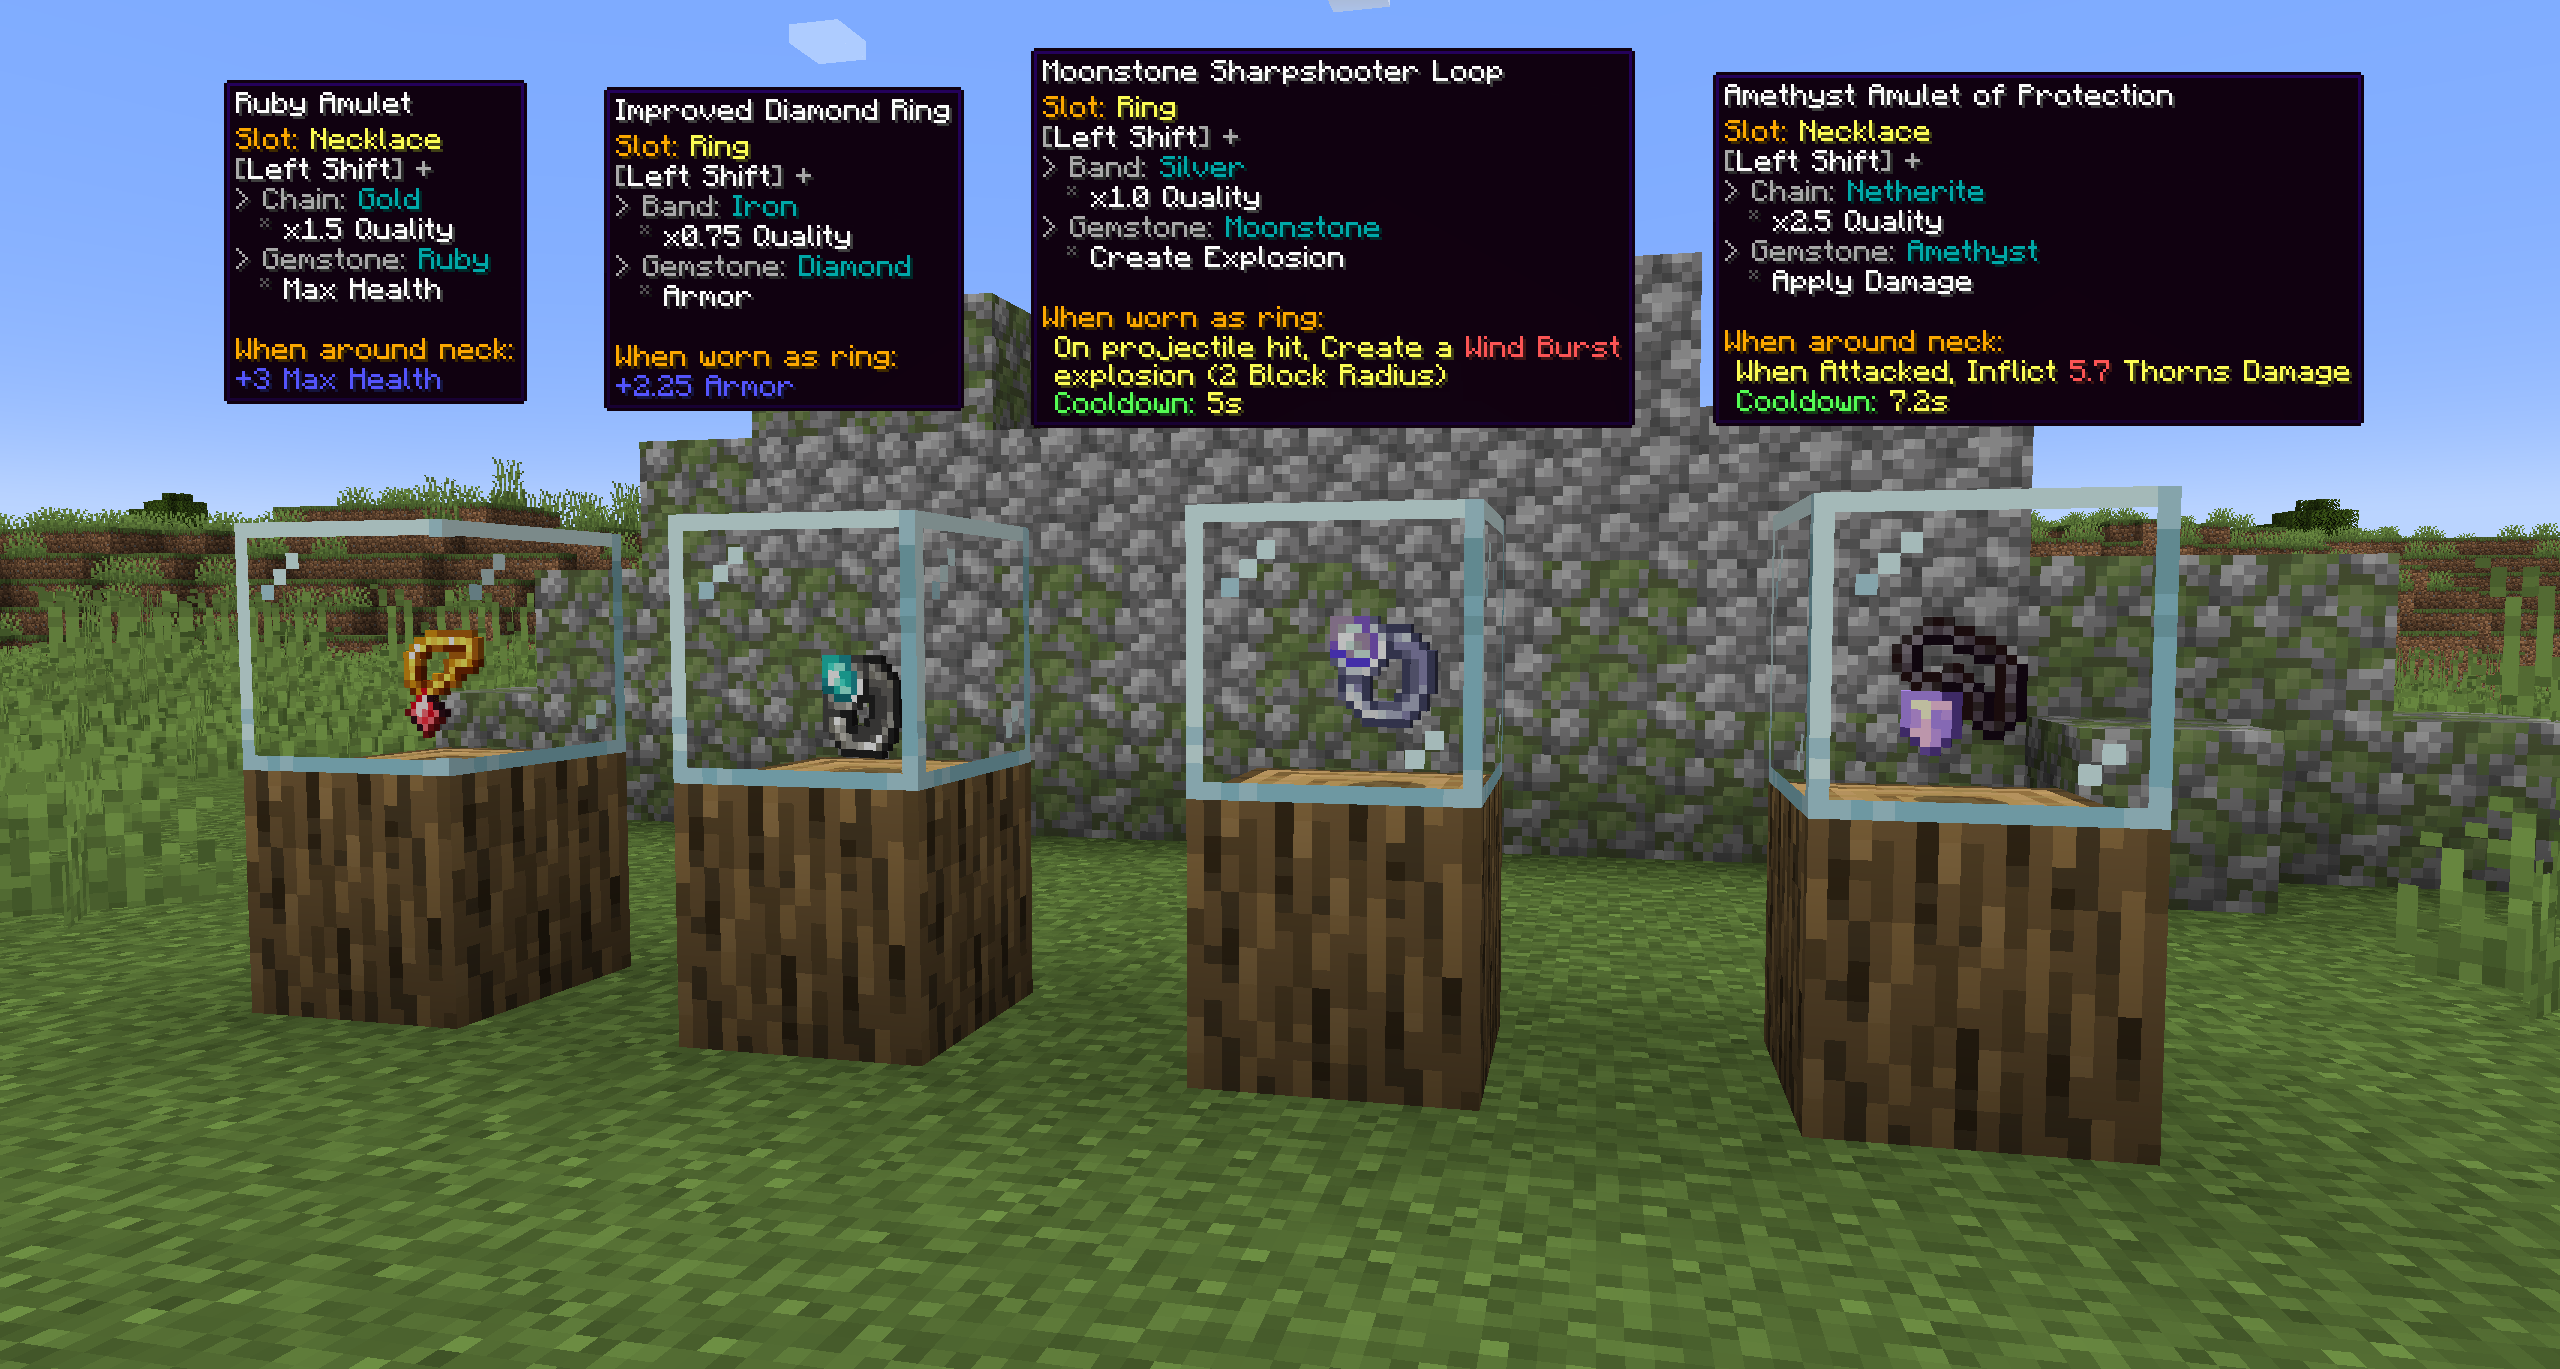 Ruby Amulet
Slot: Necklace
[Left Shift] +
> Chain: Gold
* x1.5 Quality
> Gemstone: Ruby
* Max Health
When around neck:
+3 Max Health
Improved Diamond Ring
Slot: Ring
[Left Shift] +
> Band: Iron
* x0.75 Quality
> Gemstone: Diamond
* Armor
When worn as ring:
+2.25 Armor
Moonstone Sharpshooter Loop
Slot: Ring
[Left Shift] +
> Band: Silver
* x1.0 Quality
> Gemstone: Moonstone
* Create Explosion
When worn as ring:
On projectile hit, Create a Wind Burst
explosion (2 Block Radius)
Cooldown: 5s
Amethyst Amulet of Protection
Slot: Necklace
[Left Shift] +
> Chain: Netherite
* x2.5 Quality
> Gemstone: Amethyst
* Apply Damage
When around neck:
When Attacked, Inflict 5.7 Thorns Damage
Cooldown: 7.2s